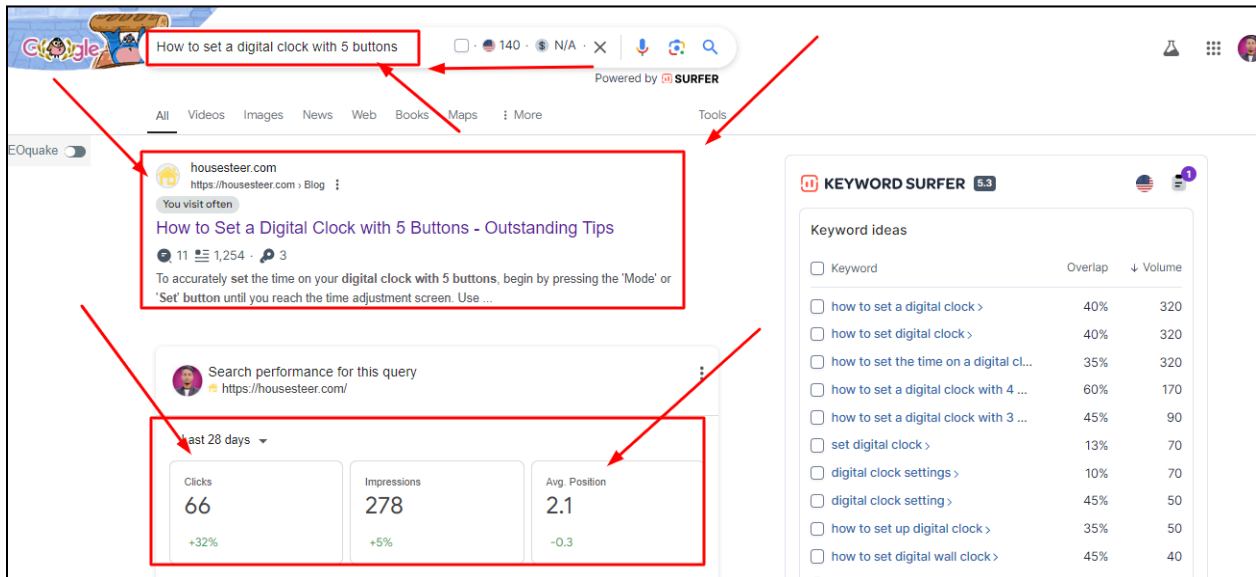 Google
How to set a digital clock with 5 buttons
140 · $ N/A ·
Powered by SURFER
All Videos Images News Web Books Maps More Tools
EOquake
housesteer.com
https://housesteer.com › Blog
You visit often
How to Set a Digital Clock with 5 Buttons - Outstanding Tips
11 1,254 · 3
To accurately set the time on your digital clock with 5 buttons, begin by pressing the 'Mode' or
'Set' button until you reach the time adjustment screen. Use ...
Search performance for this query
https://housesteer.com/
Last 28 days
Clicks Impressions Avg. Position
66 278 2.1
+32% +5% -0.3
KEYWORD SURFER 5.3
1
Keyword ideas
Keyword Overlap ↓ Volume
how to set a digital clock › 40% 320
how to set digital clock › 40% 320
how to set the time on a digital cl... 35% 320
how to set a digital clock with 4 ... 60% 170
how to set a digital clock with 3 ... 45% 90
set digital clock › 13% 70
digital clock settings › 10% 70
digital clock setting › 45% 50
how to set up digital clock › 35% 50
how to set digital wall clock › 45% 40